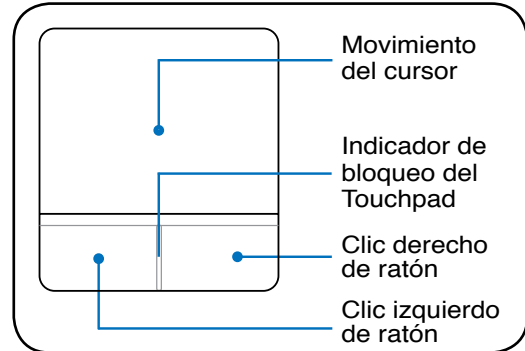 Movimiento
del cursor
Indicador de
bloqueo del
Touchpad
Clic derecho
de ratón
Clic izquierdo
de ratón